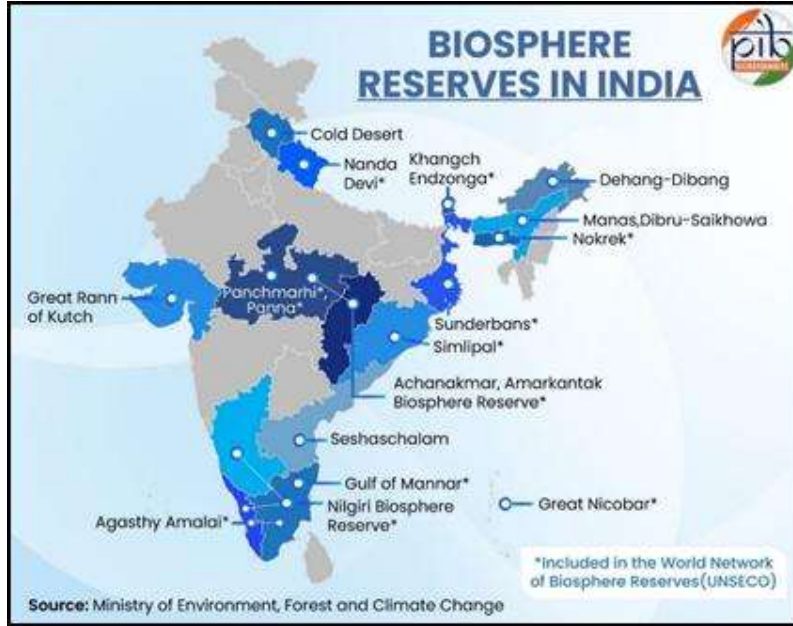 BIOSPHERE
RESERVES IN INDIA
pib
Cold Desert
Nanda
Devi*
Khangch
Endzonga*
Dehang-Dibang
Manas,Dibru-Saikhowa
Nokrek*
Great Rann
of Kutch
Panchmarhi*,
Panna*
Sunderbans*
Simlipal*
Achanakmar, Amarkantak
Biosphere Reserve*
Seshaschalam
Gulf of Mannar*
Nilgiri Biosphere
Reserve*
Agasthy Amalai*
Great Nicobar*
*Included in the World Network
of Biosphere Reserves(UNSECO)
Source: Ministry of Environment, Forest and Climate Change